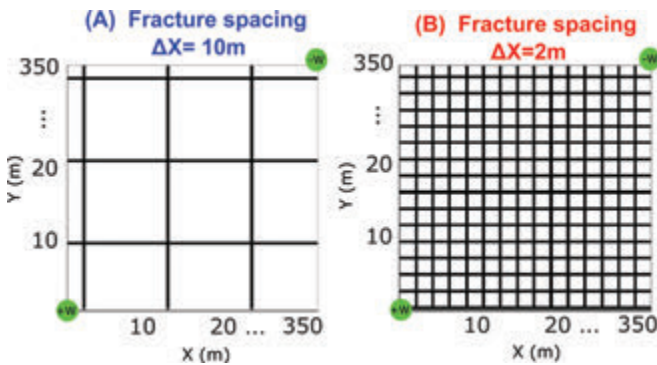 (A) Fracture spacing
ΔX= 10m
350
...
20
Y (m)
10
+W
-W
10 20 ... 350
X (m)
(B) Fracture spacing
ΔX=2m
350
...
20
Y (m)
10
+W
-W
10 20 ... 350
X (m)